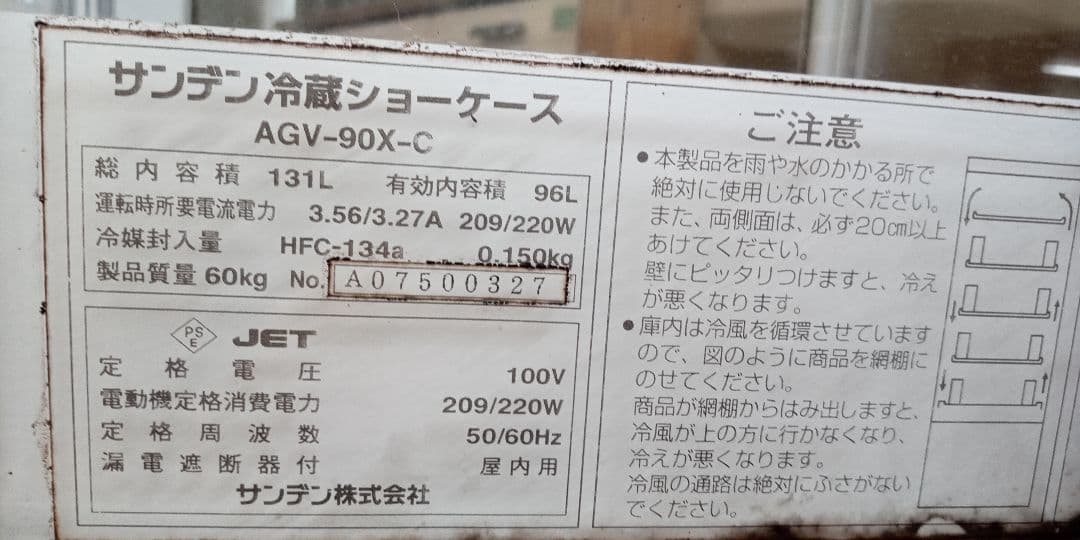 サンデン冷蔵ショーケース
AGV-90X-C
総内容積 131L 有効内容積 96L
運転時所要電流電力 3.56/3.27A 209/220W
冷媒封入量 HFC-134a 0.150kg
製品質量 60kg No. A07500327
PSE JET
定格電圧 100V
電動機定格消費電力 209/220W
定格周波数 50/60Hz
漏電遮断器付 屋内用
サンデン株式会社
ご注意
●本製品を雨や水のかかる所で
絶対に使用しないでください。
また、両側面は、必ず20cm以上
あけてください。
壁にピッタリつけますと、冷え
が悪くなります。
●庫内は冷風を循環させています
ので、図のように商品を網棚に
のせてください。
商品が網棚からはみ出しますと、
冷風が上の方に行かなくなり、
冷えが悪くなります。
冷風の通路は絶対にふさがない
でください。